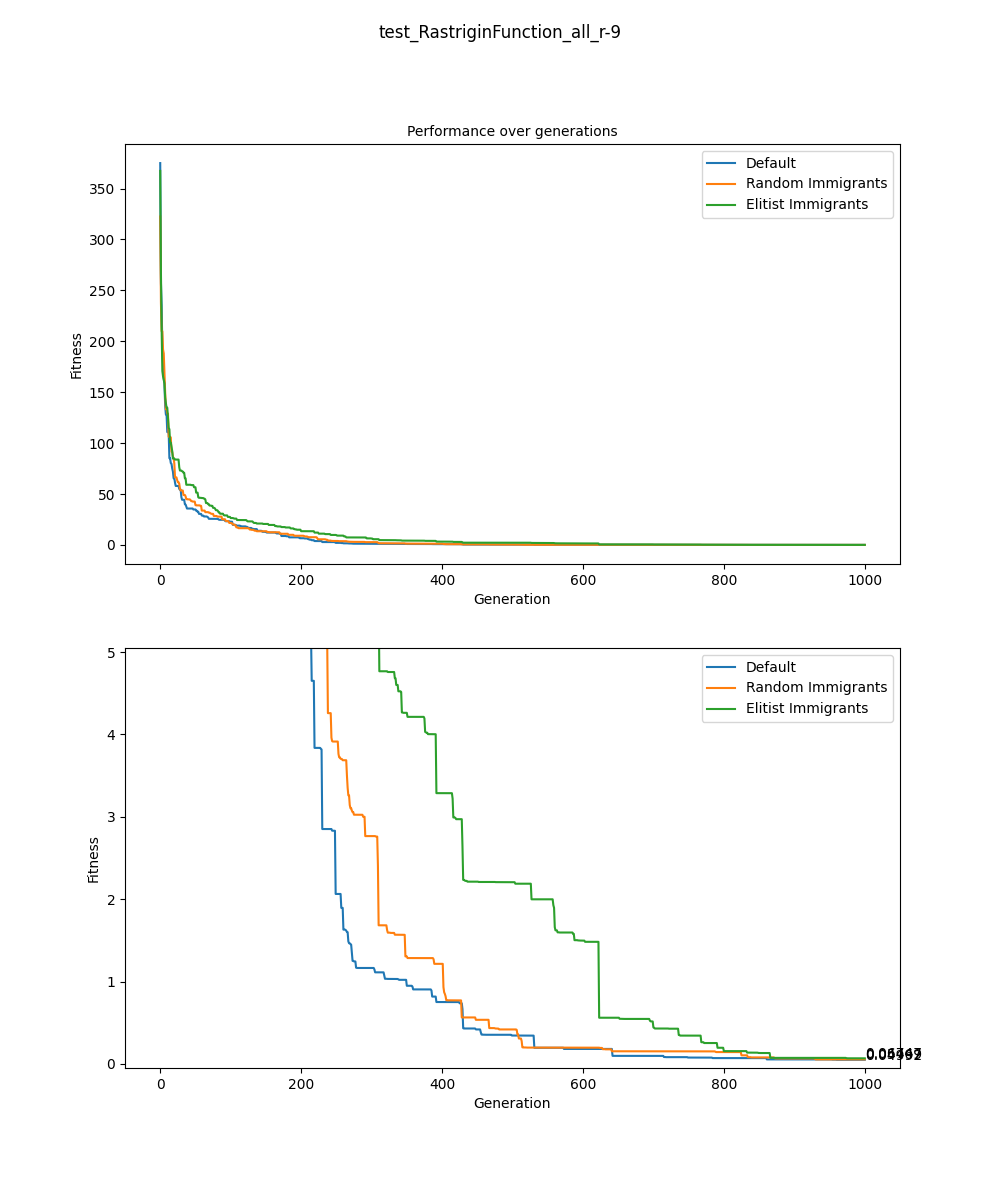 test_RastriginFunction_all_r-9
Performance over generations
Default
Random Immigrants
Elitist Immigrants
Fitness
350
300
250
200
150
100
50
0
0 200 400 600 800 1000
Generation
Default
Random Immigrants
Elitist Immigrants
Fitness
5
4
3
2
1
0
0 200 400 600 800 1000
Generation